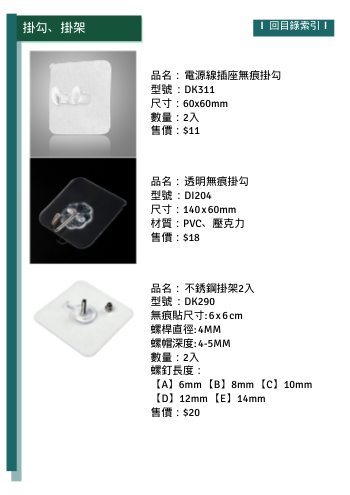 掛勾、掛架
I 回目錄索引 I
品名：電源線插座無痕掛勾
型號：DK311
尺寸：60x60mm
數量：2入
售價：$11
品名：透明無痕掛勾
型號：DI204
尺寸：140x60mm
材質：PVC、壓克力
售價：$18
品名：不銹鋼掛架2入
型號：DK290
無痕貼尺寸:6x6cm
螺桿直徑:4MM
螺帽深度:4-5MM
數量：2入
螺釘長度：
【A】6mm【B】8mm【C】10mm
【D】12mm【E】14mm
售價：$20